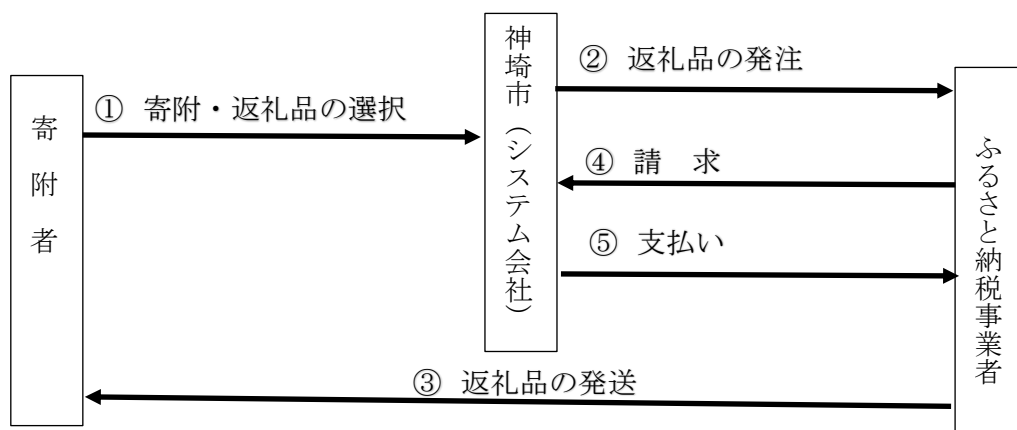 寄附者
① 寄附・返礼品の選択
神埼市（システム会社）
② 返礼品の発注
④ 請　求
⑤ 支払い
ふるさと納税事業者
③ 返礼品の発送